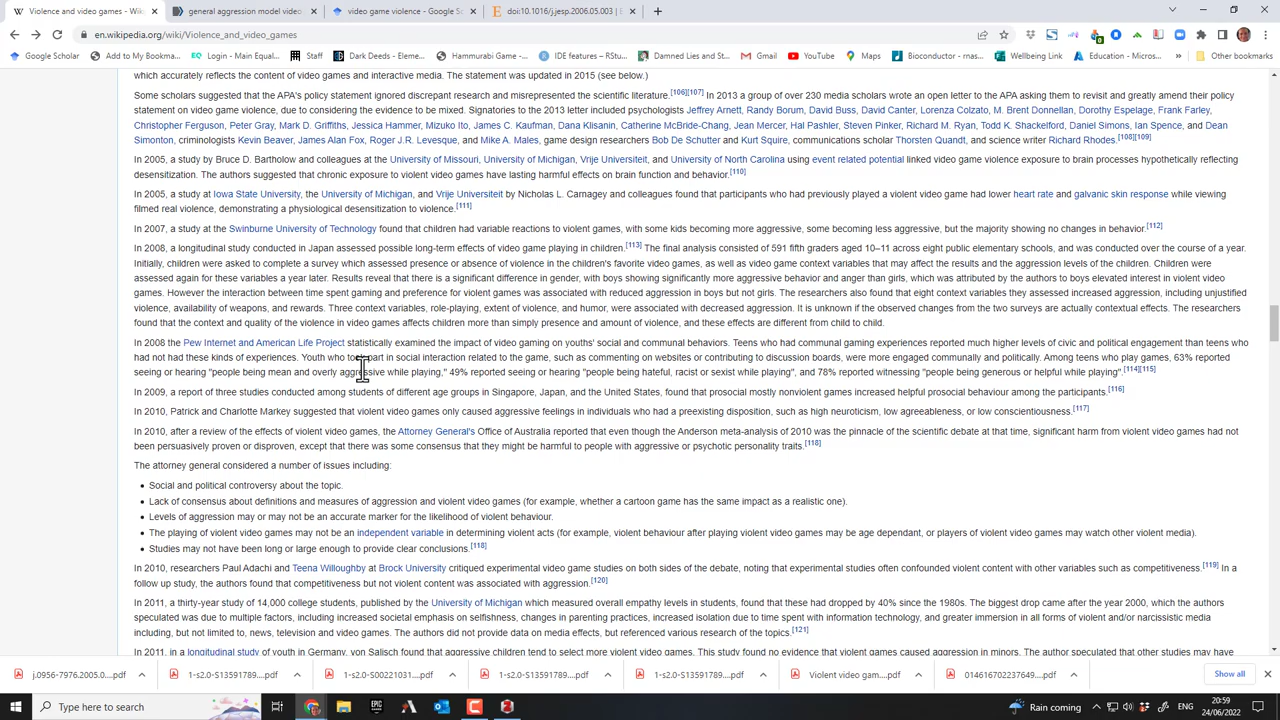 Violence and video games - Wiki
general aggression model video
video game violence - Google Sc
doi:10.1016/j.jesp.2006.05.003 | E
en.wikipedia.org/wiki/Violence_and_video_games
Google Scholar
Add to My Bookma...
Login - Main Equal...
Staff
Dark Deeds - Elem...
Hammurabi Game -...
IDE features – RStu...
Damned Lies and St...
Gmail
YouTube
Maps
Bioconductor - rnas...
Wellbeing Link
Education - Micros...
Other bookmarks
which accurately reflects the content of video games and interactive media. The statement was updated in 2015 (see below.)
Some scholars suggested that the APA's policy statement ignored discrepant research and misrepresented the scientific literature.[106][107] In 2013 a group of over 230 media scholars wrote an open letter to the APA asking them to revisit and greatly amend their policy
statement on video game violence, due to considering the evidence to be mixed. Signatories to the 2013 letter included psychologists Jeffrey Arnett, Randy Borum, David Buss, David Canter, Lorenza Colzato, M. Brent Donnellan, Dorothy Espelage, Frank Farley,
Christopher Ferguson, Peter Gray, Mark D. Griffiths, Jessica Hammer, Mizuko Ito, James C. Kaufman, Dana Klisanin, Catherine McBride-Chang, Jean Mercer, Hal Pashler, Steven Pinker, Richard M. Ryan, Todd K. Shackelford, Daniel Simons, Ian Spence, and Dean
Simonton, criminologists Kevin Beaver, James Alan Fox, Roger J.R. Levesque, and Mike A. Males, game design researchers Bob De Schutter and Kurt Squire, communications scholar Thorsten Quandt, and science writer Richard Rhodes.[108][109]
In 2005, a study by Bruce D. Bartholow and colleagues at the University of Missouri, University of Michigan, Vrije Universiteit, and University of North Carolina using event related potential linked video game violence exposure to brain processes hypothetically reflecting
desensitization. The authors suggested that chronic exposure to violent video games have lasting harmful effects on brain function and behavior.[110]
In 2005, a study at Iowa State University, the University of Michigan, and Vrije Universiteit by Nicholas L. Carnagey and colleagues found that participants who had previously played a violent video game had lower heart rate and galvanic skin response while viewing
filmed real violence, demonstrating a physiological desensitization to violence.[111]
In 2007, a study at the Swinburne University of Technology found that children had variable reactions to violent games, with some kids becoming more aggressive, some becoming less aggressive, but the majority showing no changes in behavior.[112]
In 2008, a longitudinal study conducted in Japan assessed possible long-term effects of video game playing in children.[113] The final analysis consisted of 591 fifth graders aged 10–11 across eight public elementary schools, and was conducted over the course of a year.
Initially, children were asked to complete a survey which assessed presence or absence of violence in the children's favorite video games, as well as video game context variables that may affect the results and the aggression levels of the children. Children were
assessed again for these variables a year later. Results reveal that there is a significant difference in gender, with boys showing significantly more aggressive behavior and anger than girls, which was attributed by the authors to boys elevated interest in violent video
games. However the interaction between time spent gaming and preference for violent games was associated with reduced aggression in boys but not girls. The researchers also found that eight context variables they assessed increased aggression, including unjustified
violence, availability of weapons, and rewards. Three context variables, role-playing, extent of violence, and humor, were associated with decreased aggression. It is unknown if the observed changes from the two surveys are actually contextual effects. The researchers
found that the context and quality of the violence in video games affects children more than simply presence and amount of violence, and these effects are different from child to child.
In 2008 the Pew Internet and American Life Project statistically examined the impact of video gaming on youths' social and communal behaviors. Teens who had communal gaming experiences reported much higher levels of civic and political engagement than teens who
had not had these kinds of experiences. Youth who took part in social interaction related to the game, such as commenting on websites or contributing to discussion boards, were more engaged communally and politically. Among teens who play games, 63% reported
seeing or hearing "people being mean and overly aggressive while playing," 49% reported seeing or hearing "people being hateful, racist or sexist while playing", and 78% reported witnessing "people being generous or helpful while playing".[114][115]
In 2009, a report of three studies conducted among students of different age groups in Singapore, Japan, and the United States, found that prosocial mostly nonviolent games increased helpful prosocial behavior among the participants.[116]
In 2010, Patrick and Charlotte Markey suggested that violent video games only caused aggressive feelings in individuals who had a preexisting disposition, such as high neuroticism, low agreeableness, or low conscientiousness.[117]
In 2010, after a review of the effects of violent video games, the Attorney General's Office of Australia reported that even though the Anderson meta-analysis of 2010 was the pinnacle of the scientific debate at that time, significant harm from violent video games had not
been persuasively proven or disproven, except that there was some consensus that they might be harmful to people with aggressive or psychotic personality traits.[118]
The attorney general considered a number of issues including:
• Social and political controversy about the topic.
• Lack of consensus about definitions and measures of aggression and violent video games (for example, whether a cartoon game has the same impact as a realistic one).
• Levels of aggression may or may not be an accurate marker for the likelihood of violent behaviour.
• The playing of violent video games may not be an independent variable in determining violent acts (for example, violent behaviour after playing violent video games may be age dependant, or players of violent video games may watch other violent media).
• Studies may not have been long or large enough to provide clear conclusions.[118]
In 2010, researchers Paul Adachi and Teena Willoughby at Brock University critiqued experimental video game studies on both sides of the debate, noting that experimental studies often confounded violent content with other variables such as competitiveness.[119] In a
follow up study, the authors found that competitiveness but not violent content was associated with aggression.[120]
In 2011, a thirty-year study of 14,000 college students, published by the University of Michigan which measured overall empathy levels in students, found that these had dropped by 40% since the 1980s. The biggest drop came after the year 2000, which the authors
speculated was due to multiple factors, including increased societal emphasis on selfishness, changes in parenting practices, increased isolation due to time spent with information technology, and greater immersion in all forms of violent and/or narcissistic media
including, but not limited to, news, television and video games. The authors did not provide data on media effects, but referenced various research of the topics.[121]
In 2011, in a longitudinal study of youth in Germany, von Salisch found that aggressive children tend to select more violent video games. This study found no evidence that violent games caused aggression in minors. The author speculated that other studies may have
j.0956-7976.2005.0....pdf
1-s2.0-S13591789....pdf
1-s2.0-S00221031....pdf
1-s2.0-S13591789....pdf
1-s2.0-S13591789....pdf
Violent video gam....pdf
014616702237649....pdf
Show all
Type here to search
Rain coming
20:59
24/06/2022